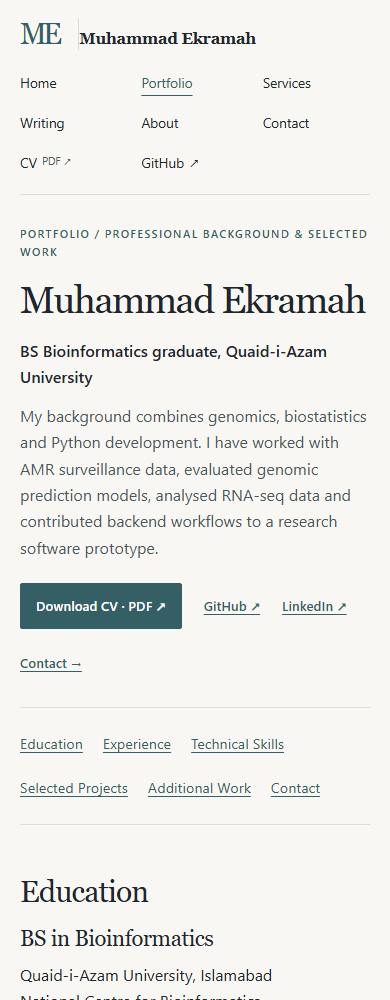 ME Muhammad Ekramah
Home Portfolio Services
Writing About Contact
CV PDF ↗ GitHub ↗
PORTFOLIO / PROFESSIONAL BACKGROUND & SELECTED
WORK
Muhammad Ekramah
BS Bioinformatics graduate, Quaid-i-Azam
University
My background combines genomics, biostatistics
and Python development. I have worked with
AMR surveillance data, evaluated genomic
prediction models, analysed RNA-seq data and
contributed backend workflows to a research
software prototype.
Download CV · PDF ↗ GitHub ↗ LinkedIn ↗
Contact →
Education Experience Technical Skills
Selected Projects Additional Work Contact
Education
BS in Bioinformatics
Quaid-i-Azam University, Islamabad
National Centre for Bioinformatics